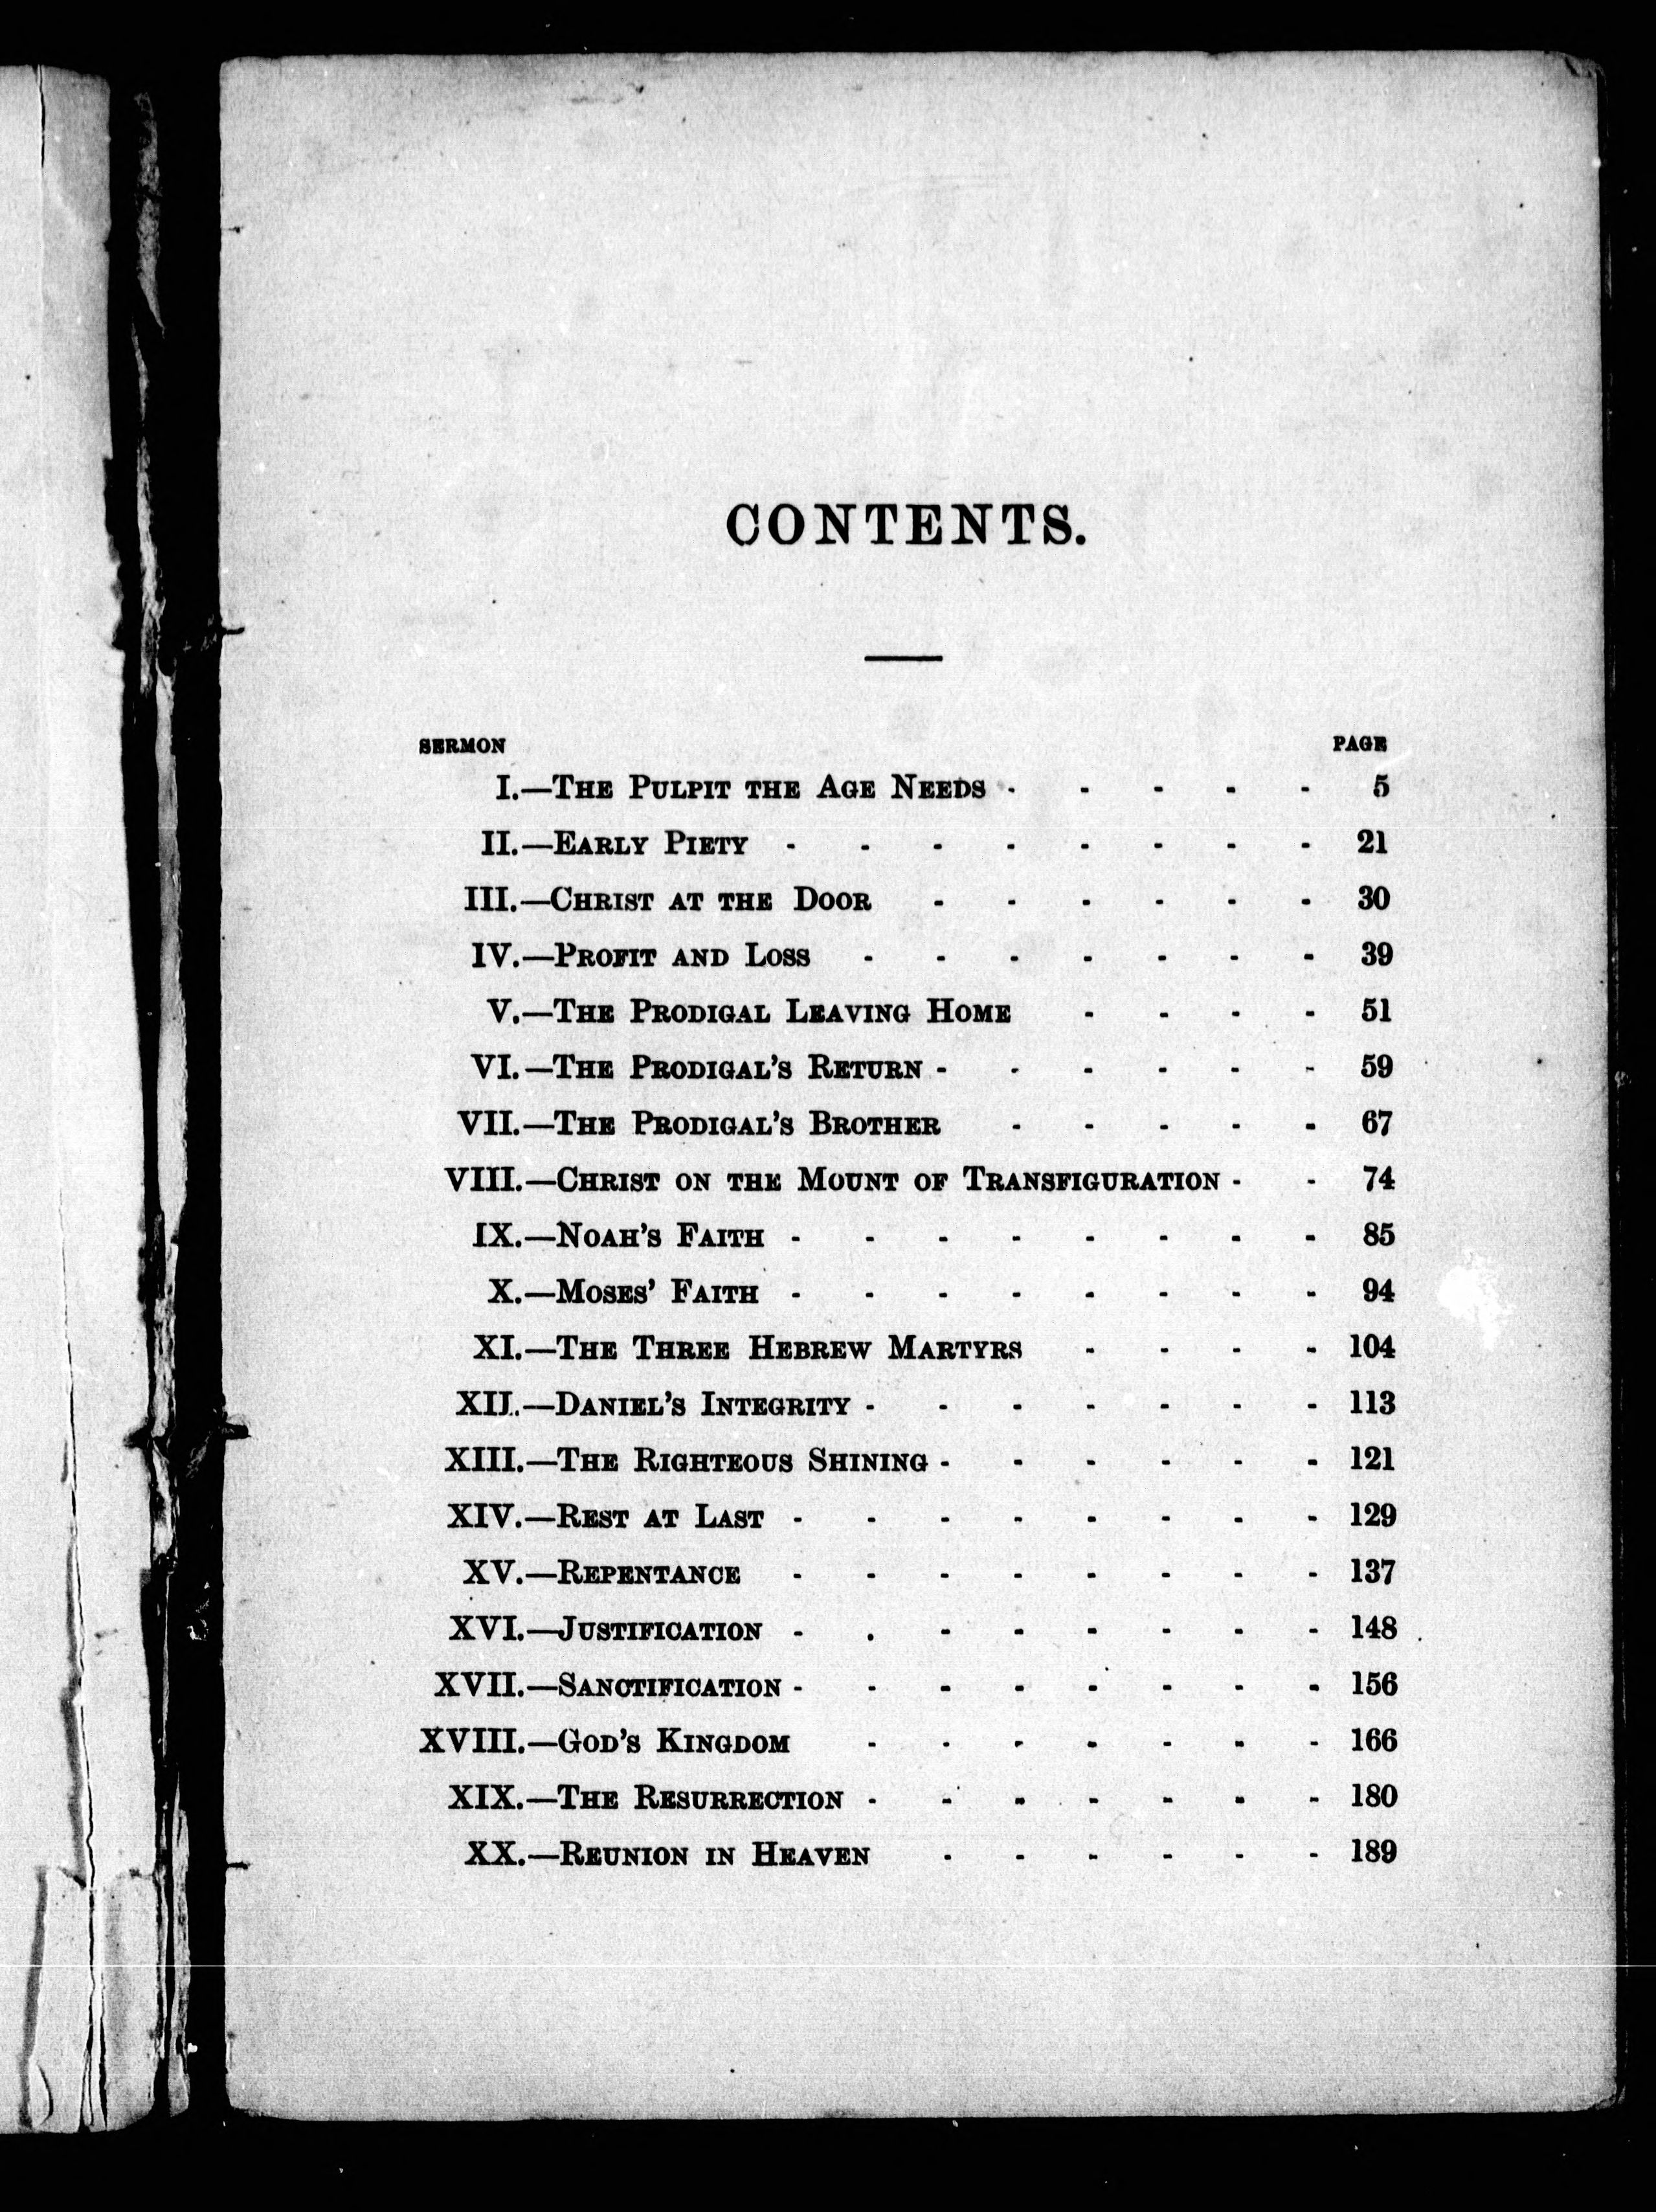 CONTENTS.
SERMON PAGE
I.—The Pulpit the Age Needs - - - - - 5
II.—Early Piety - - - - - - - - 21
III.—Christ at the Door - - - - - - 30
IV.—Profit and Loss - - - - - - - 39
V.—The Prodigal Leaving Home - - - - 51
VI.—The Prodigal's Return - - - - - - 59
VII.—The Prodigal's Brother - - - - - 67
VIII.—Christ on the Mount of Transfiguration - - 74
IX.—Noah's Faith - - - - - - - - 85
X.—Moses' Faith - - - - - - - - 94
XI.—The Three Hebrew Martyrs - - - - 104
XII.—Daniel's Integrity - - - - - - - 113
XIII.—The Righteous Shining - - - - - - 121
XIV.—Rest at Last - - - - - - - - 129
XV.—Repentance - - - - - - - - 137
XVI.—Justification - - - - - - - - 148
XVII.—Sanctification - - - - - - - - 156
XVIII.—God's Kingdom - - - - - - - 166
XIX.—The Resurrection - - - - - - - 180
XX.—Reunion in Heaven - - - - - - 189